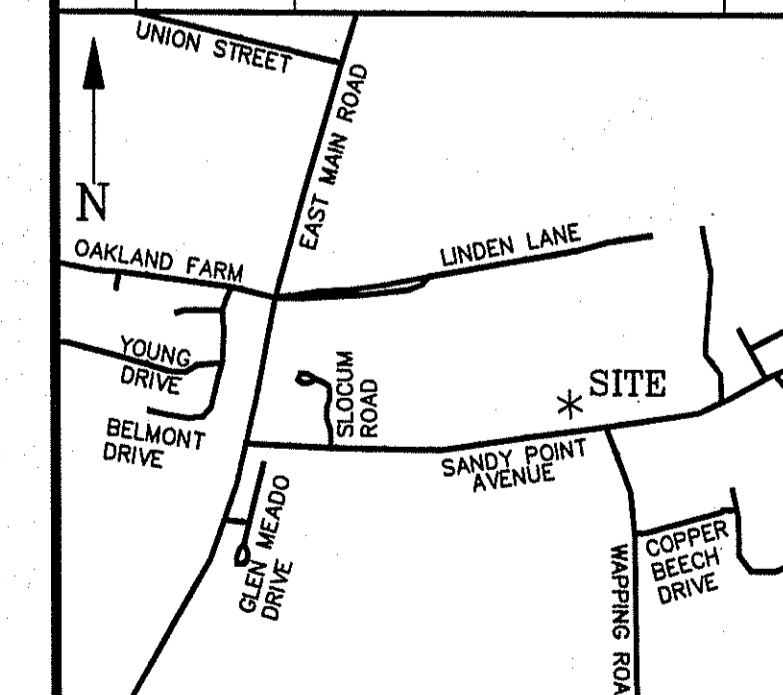 UNION STREET
EAST MAIN ROAD
N
OAKLAND FARM
LINDEN LANE
YOUNG
DRIVE
SLOCUM
ROAD
SITE
BELMONT
DRIVE
SANDY POINT
AVENUE
GLEN MEADO
DRIVE
WAPPING ROA
COPPER
BEECH
DRIVE